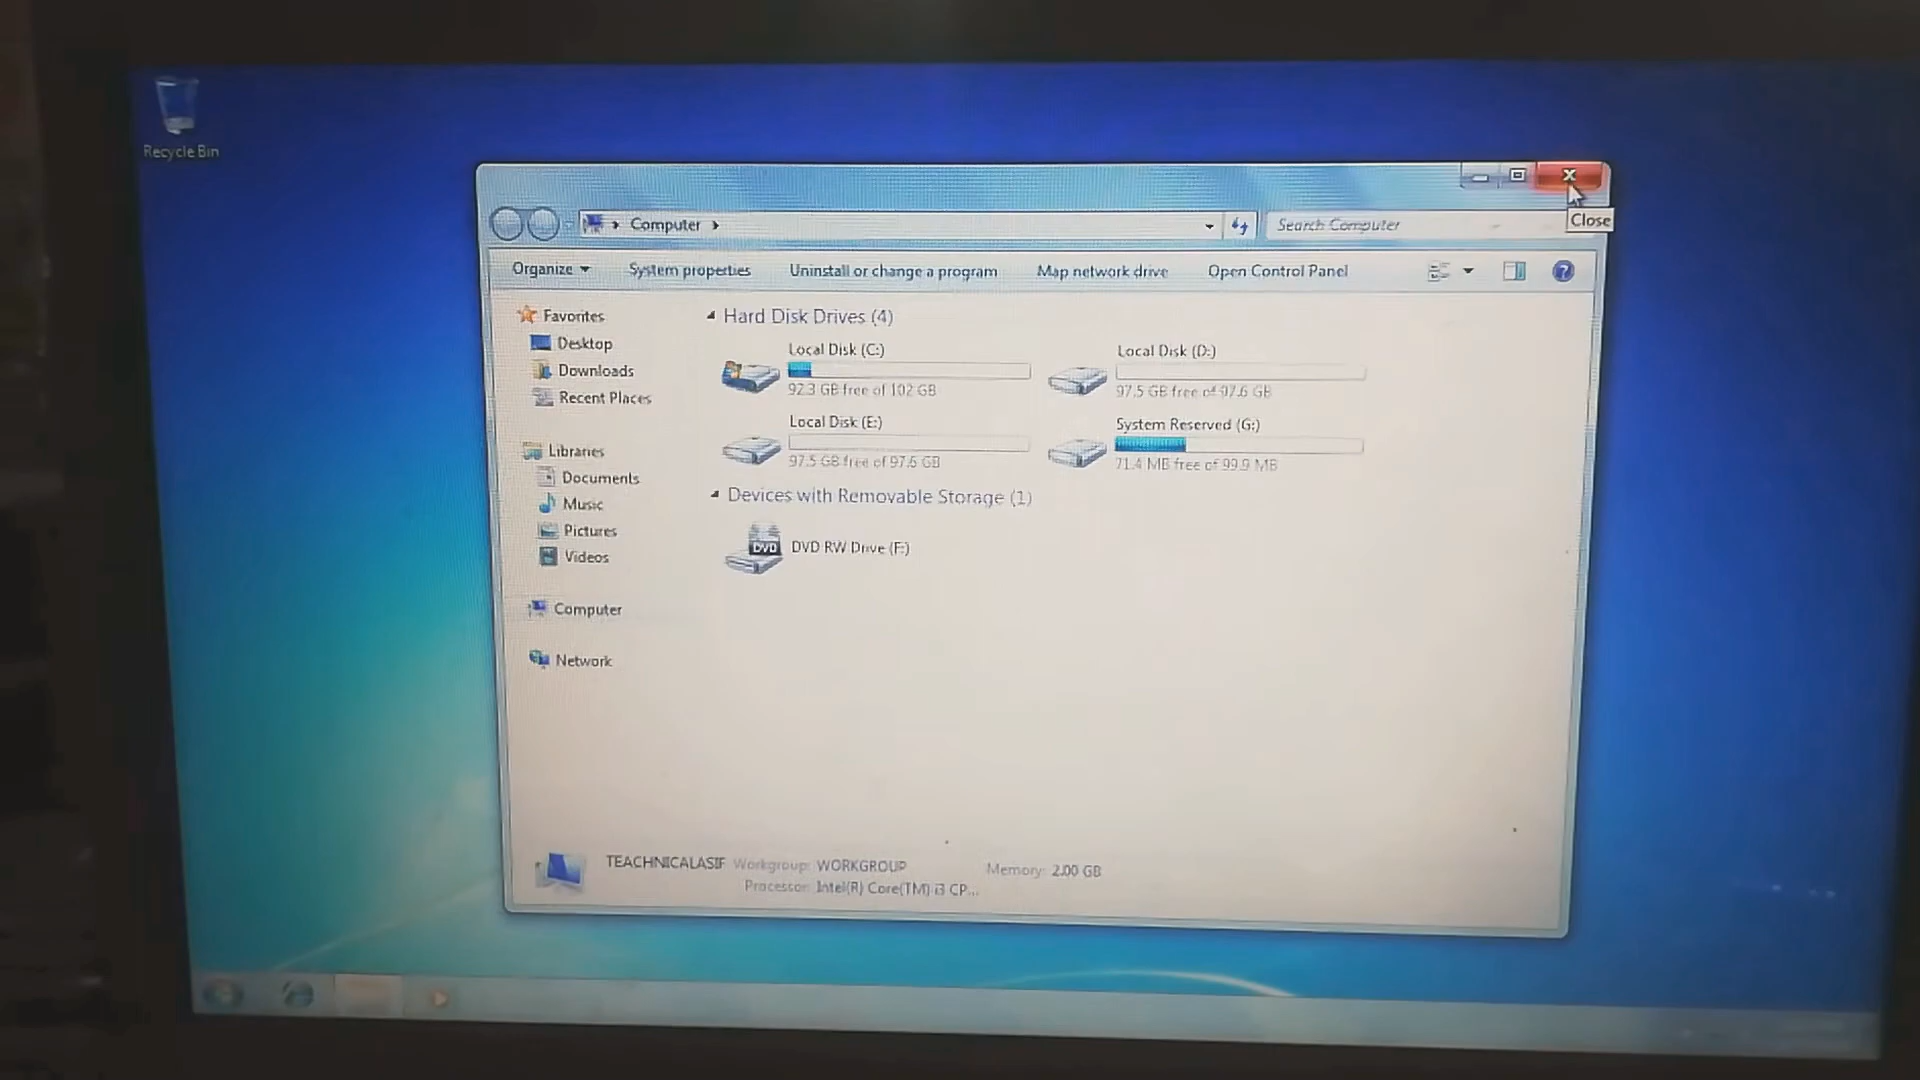 Recycle Bin
Close
Computer
Search Computer
Organize
System properties
Uninstall or change a program
Map network drive
Open Control Panel
Favorites
Desktop
Downloads
Recent Places
Libraries
Documents
Music
Pictures
Videos
Computer
Network
Hard Disk Drives (4)
Local Disk (C:)
92.3 GB free of 102 GB
Local Disk (D:)
97.5 GB free of 97.6 GB
Local Disk (E:)
97.5 GB free of 97.6 GB
System Reserved (G:)
71.4 MB free of 99.9 MB
Devices with Removable Storage (1)
DVD
DVD RW Drive (F:)
TEACHNICALASIF Workgroup: WORKGROUP Memory: 2.00 GB
Processor: Intel(R) Core(TM) i3 CP...